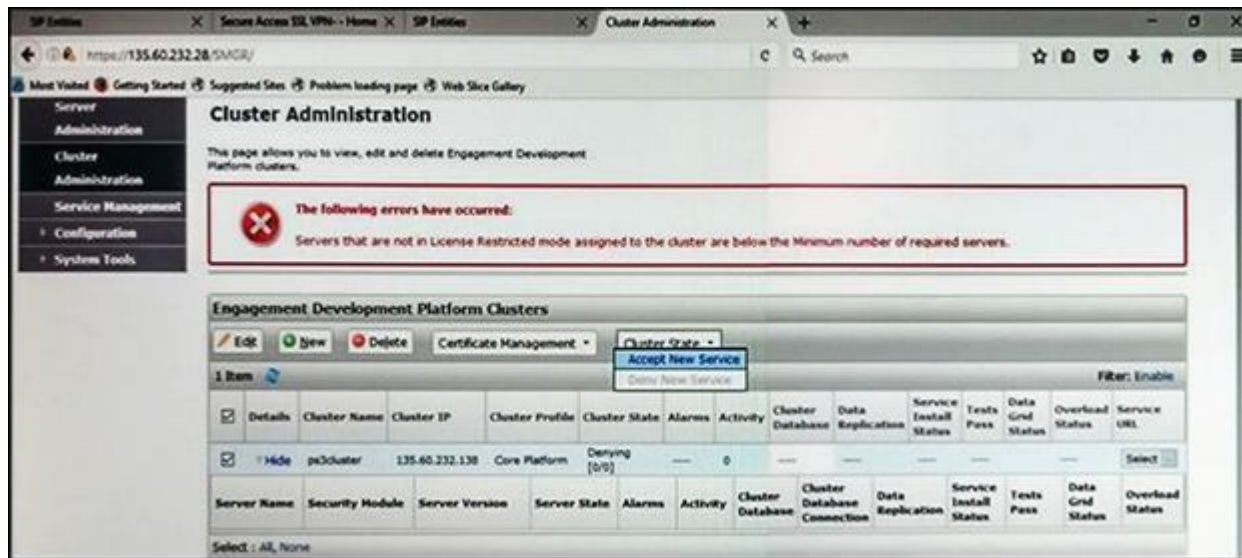 SIP Entities
Secure Access SSL VPN - - Home
SIP Entities
Cluster Administration
https://135.60.232.28/SMGR/
Search
Most Visited Getting Started Suggested Sites Problem loading page Web Slice Gallery
Server
Administration
Cluster
Administration
Service Management
Configuration
System Tools
Cluster Administration
This page allows you to view, edit and delete Engagement Development
Platform clusters.
The following errors have occurred:
Servers that are not in License Restricted mode assigned to the cluster are below the Minimum number of required servers.
Engagement Development Platform Clusters
Edit New Delete Certificate Management Cluster State
Accept New Service
Deny New Service
1 Item Filter: Enable
Details Cluster Name Cluster IP Cluster Profile Cluster State Alarms Activity Cluster Database Data Replication Service Install Status Tests Pass Data Grid Status Overload Status Service URL
Hide ps3cluster 135.60.232.138 Core Platform Denying [0/0] ---- 0 ---- ---- ---- ---- ---- Select
Server Name Security Module Server Version Server State Alarms Activity Cluster Database Cluster Database Connection Data Replication Service Install Status Tests Pass Data Grid Status Overload Status
Select : All, None